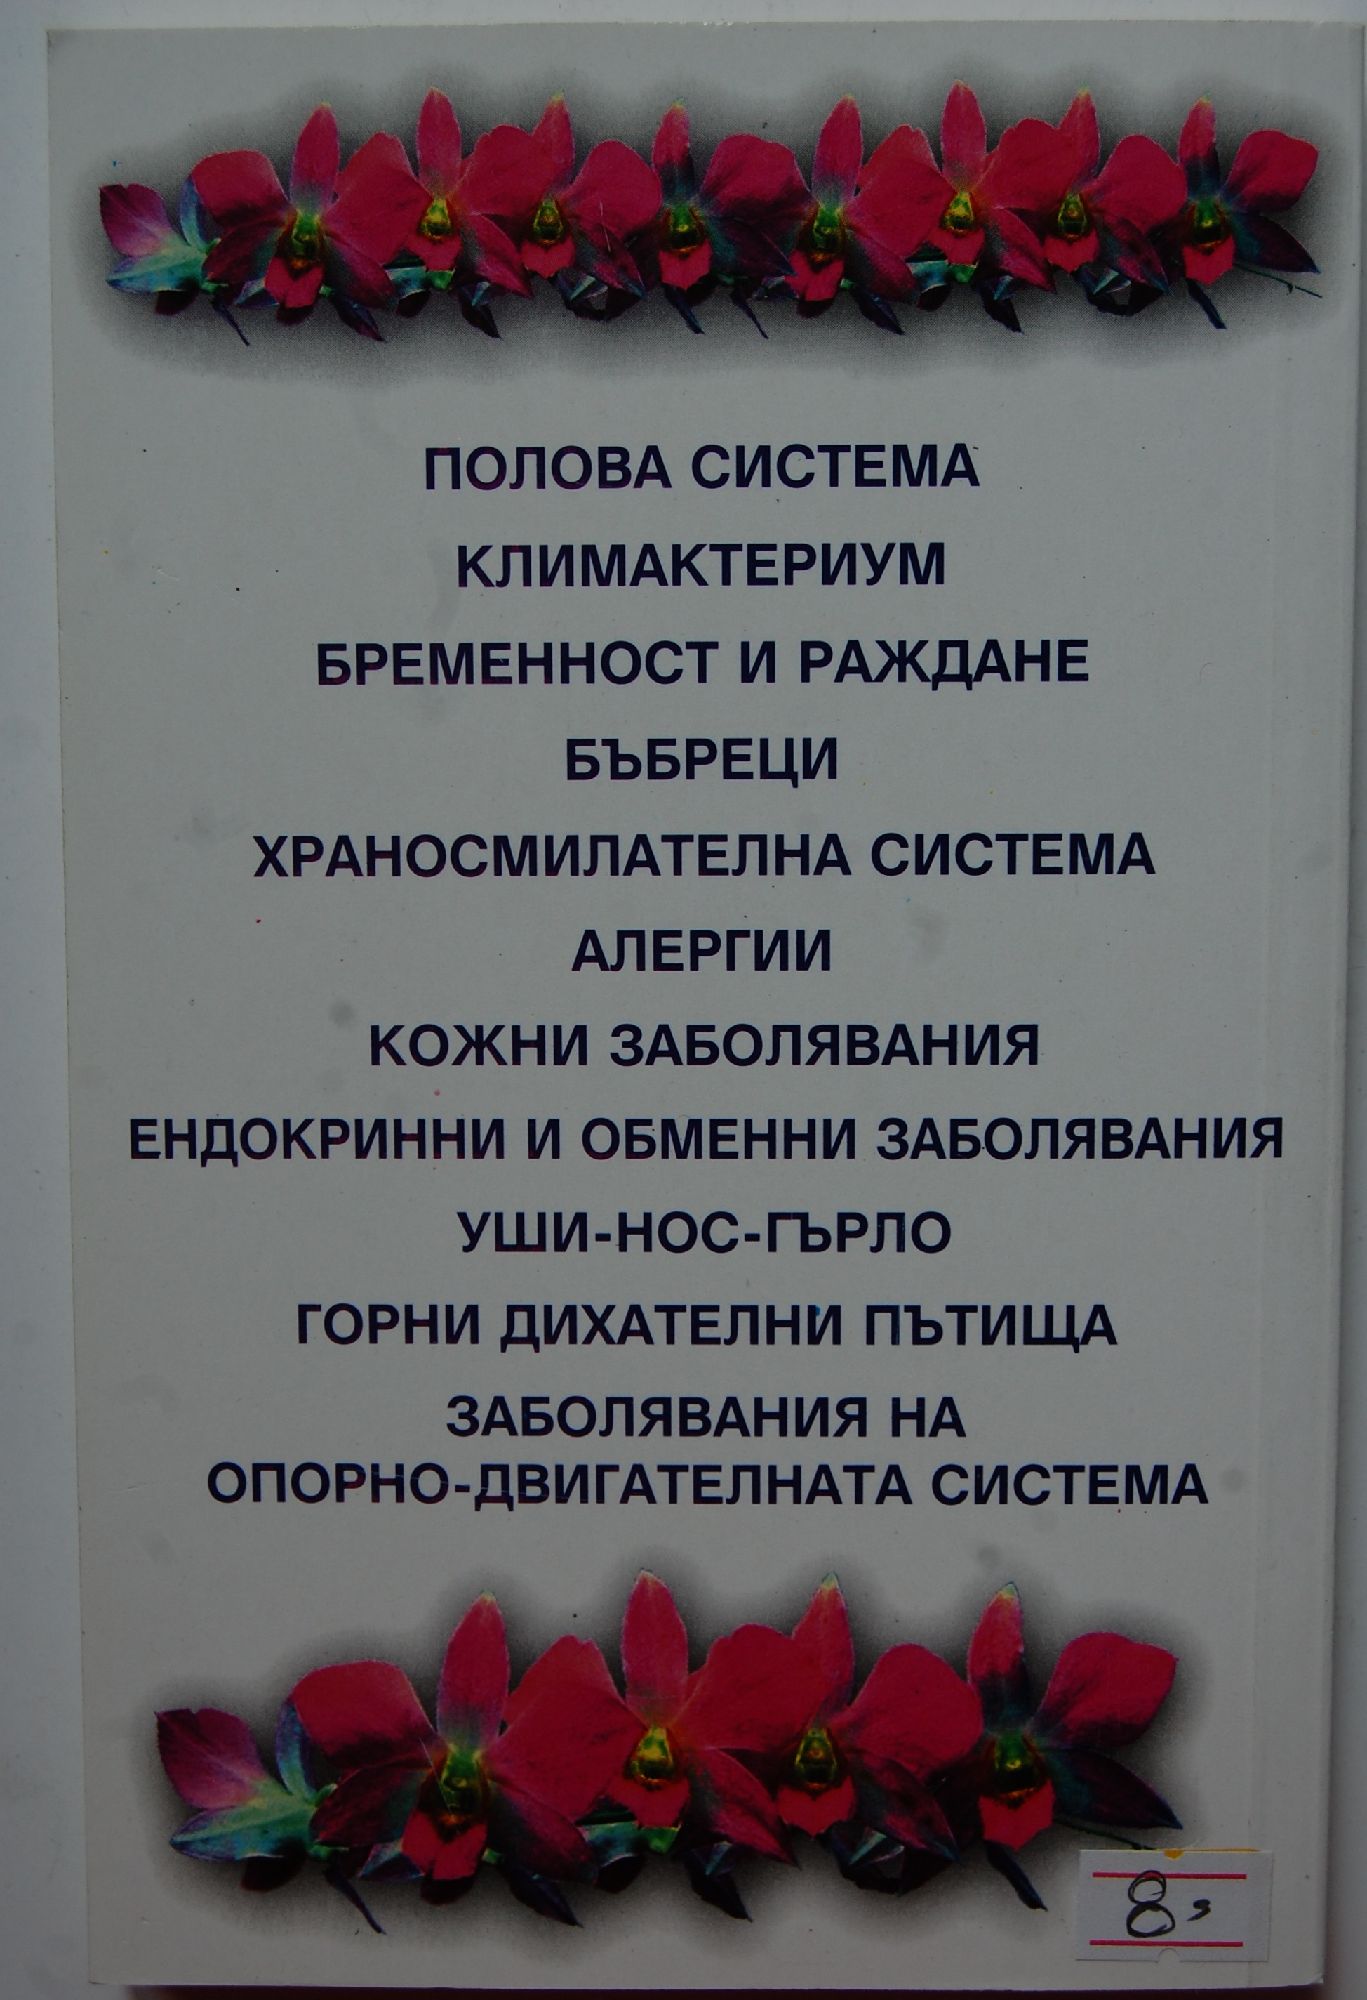 ПОЛОВА СИСТЕМА
КЛИМАКТЕРИУМ
БРЕМЕННОСТ И РАЖДАНЕ
БЪБРЕЦИ
ХРАНОСМИЛАТЕЛНА СИСТЕМА
АЛЕРГИИ
КОЖНИ ЗАБОЛЯВАНИЯ
ЕНДОКРИННИ И ОБМЕННИ ЗАБОЛЯВАНИЯ
УШИ-НОС-ГЪРЛО
ГОРНИ ДИХАТЕЛНИ ПЪТИЩА
ЗАБОЛЯВАНИЯ НА
ОПОРНО-ДВИГАТЕЛНАТА СИСТЕМА
8,